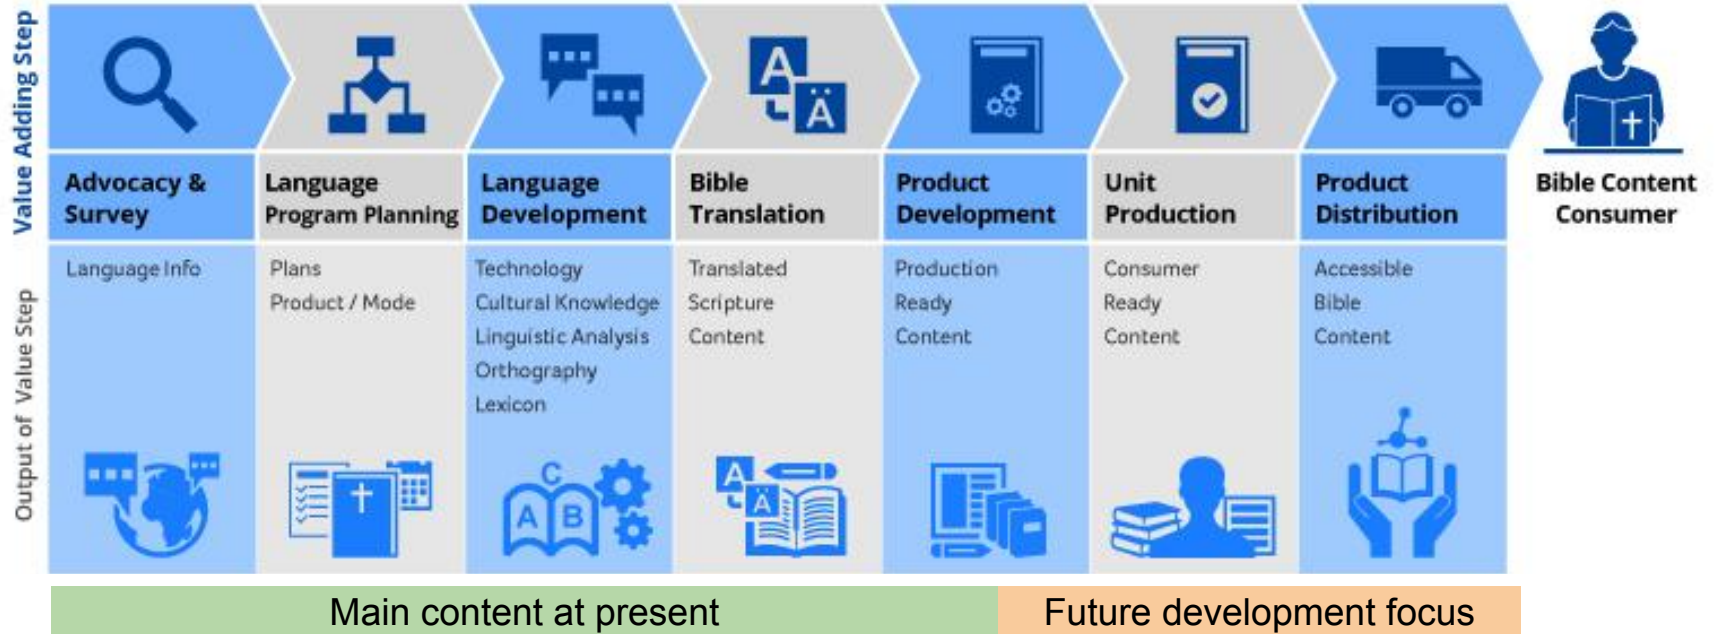 Value Adding Step
Advocacy &
Survey
Language
Program Planning
Language
Development
Bible
Translation
Product
Development
Unit
Production
Product
Distribution
Bible Content
Consumer
Output of Value Step
Language Info
Plans
Product / Mode
Technology
Cultural Knowledge
Linguistic Analysis
Orthography
Lexicon
Translated
Scripture
Content
Production
Ready
Content
Consumer
Ready
Content
Accessible
Bible
Content
A
Ä
C
A B
A
Ä
Main content at present
Future development focus